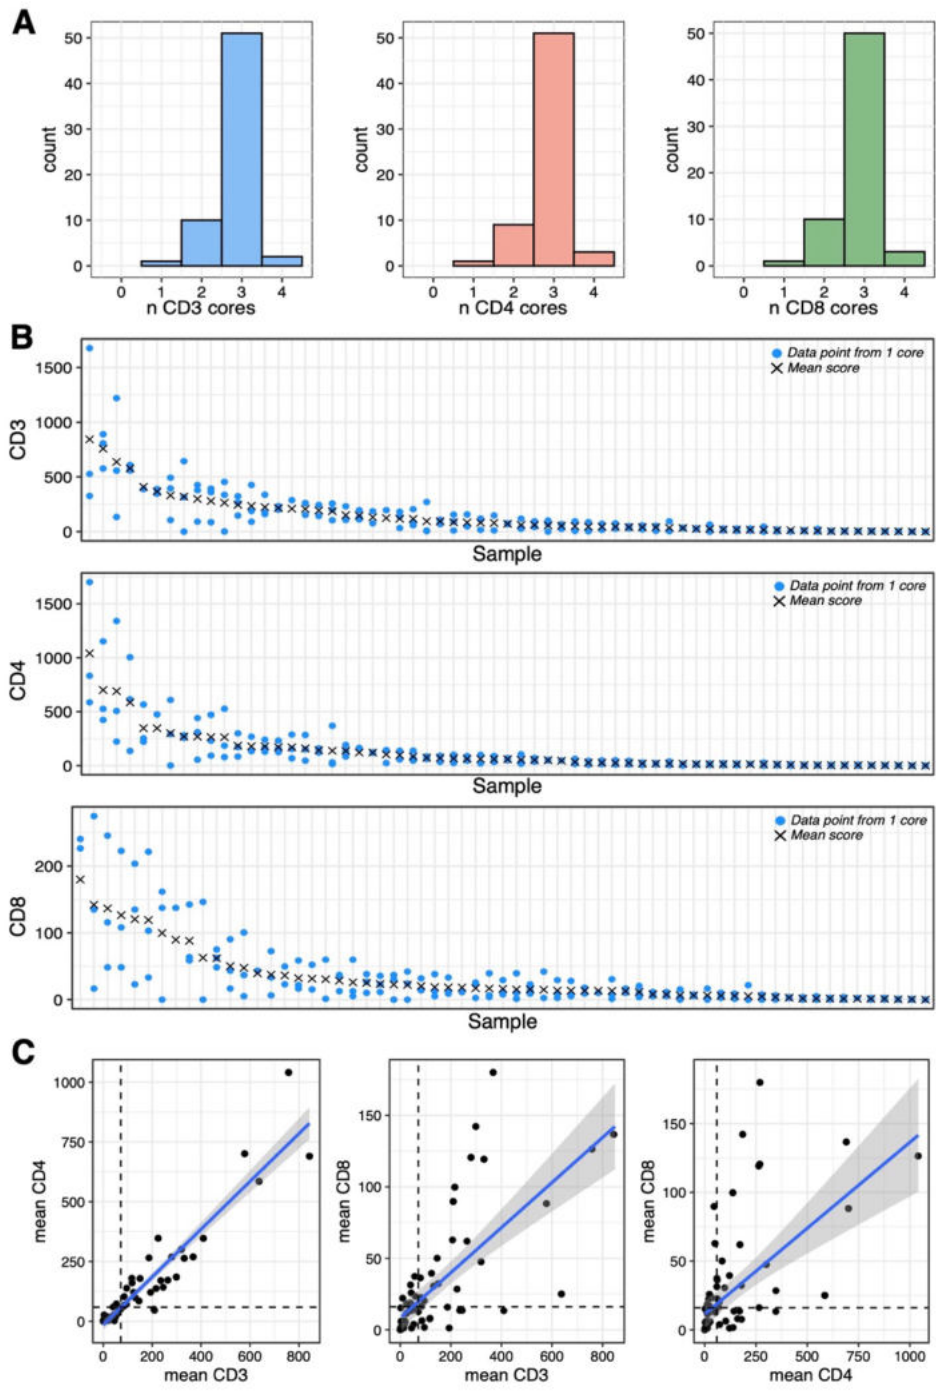 A
count
50
40
30
20
10
0
0 1 2 3 4
n CD3 cores
count
50
40
30
20
10
0
0 1 2 3 4
n CD4 cores
count
50
40
30
20
10
0
0 1 2 3 4
n CD8 cores
B
CD3
1500
1000
500
0
Data point from 1 core
Mean score
Sample
CD4
1500
1000
500
0
Data point from 1 core
Mean score
Sample
CD8
200
100
0
Data point from 1 core
Mean score
Sample
C
mean CD4
1000
750
500
250
0
0 200 400 600 800
mean CD3
mean CD8
150
100
50
0
0 200 400 600 800
mean CD3
mean CD8
150
100
50
0
0 250 500 750 1000
mean CD4